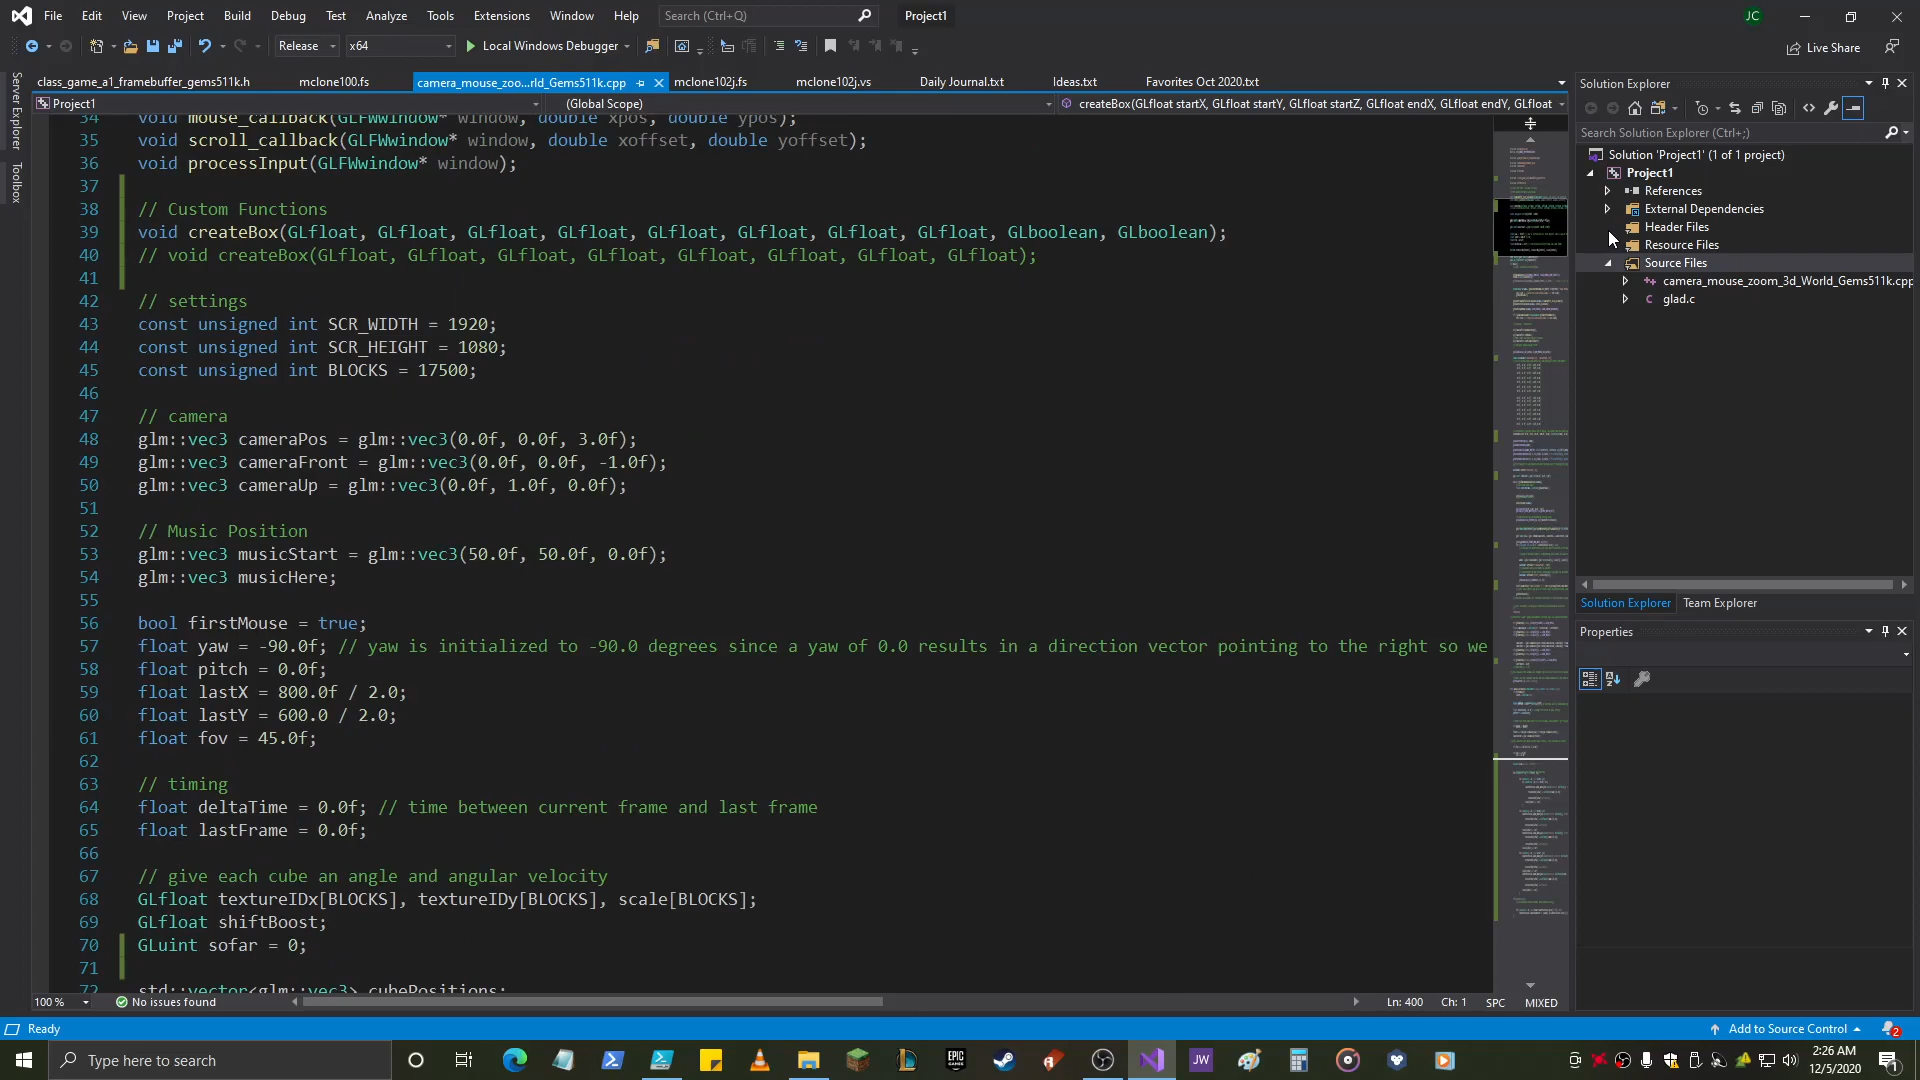 File Edit View Project Build Debug Test Analyze Tools Extensions Window Help Search (Ctrl+Q) Project1 JC
Release x64 Local Windows Debugger Live Share
class_game_a1_framebuffer_gems511k.h mclone100.fs camera_mouse_zoo...rld_Gems511k.cpp mclone102j.fs mclone102j.vs Daily Journal.txt Ideas.txt Favorites Oct 2020.txt
Project1 (Global Scope) createBox(GLfloat startX, GLfloat startY, GLfloat startZ, GLfloat endX, GLfloat endY, GLfloat
Server Explorer
Toolbox
34 void mouse_callback(GLFWwindow* window, double xpos, double ypos);
35 void scroll_callback(GLFWwindow* window, double xoffset, double yoffset);
36 void processInput(GLFWwindow* window);
37
38 // Custom Functions
39 void createBox(GLfloat, GLfloat, GLfloat, GLfloat, GLfloat, GLfloat, GLfloat, GLfloat, GLboolean, GLboolean);
40 // void createBox(GLfloat, GLfloat, GLfloat, GLfloat, GLfloat, GLfloat, GLfloat, GLfloat);
41
42 // settings
43 const unsigned int SCR_WIDTH = 1920;
44 const unsigned int SCR_HEIGHT = 1080;
45 const unsigned int BLOCKS = 17500;
46
47 // camera
48 glm::vec3 cameraPos = glm::vec3(0.0f, 0.0f, 3.0f);
49 glm::vec3 cameraFront = glm::vec3(0.0f, 0.0f, -1.0f);
50 glm::vec3 cameraUp = glm::vec3(0.0f, 1.0f, 0.0f);
51
52 // Music Position
53 glm::vec3 musicStart = glm::vec3(50.0f, 50.0f, 0.0f);
54 glm::vec3 musicHere;
55
56 bool firstMouse = true;
57 float yaw = -90.0f; // yaw is initialized to -90.0 degrees since a yaw of 0.0 results in a direction vector pointing to the right so we
58 float pitch = 0.0f;
59 float lastX = 800.0f / 2.0;
60 float lastY = 600.0 / 2.0;
61 float fov = 45.0f;
62
63 // timing
64 float deltaTime = 0.0f; // time between current frame and last frame
65 float lastFrame = 0.0f;
66
67 // give each cube an angle and angular velocity
68 GLfloat textureIDx[BLOCKS], textureIDy[BLOCKS], scale[BLOCKS];
69 GLfloat shiftBoost;
70 GLuint sofar = 0;
71
72 std::vector<glm::vec3> cubePositions;
100 % No issues found Ln: 400 Ch: 1 SPC MIXED
Solution Explorer
Search Solution Explorer (Ctrl+;)
Solution 'Project1' (1 of 1 project)
Project1
References
External Dependencies
Header Files
Resource Files
Source Files
camera_mouse_zoom_3d_World_Gems511k.cpp
glad.c
Solution Explorer Team Explorer
Properties
Ready Add to Source Control 2
Type here to search EPIC GAMES JW 2:26 AM
12/5/2020 1